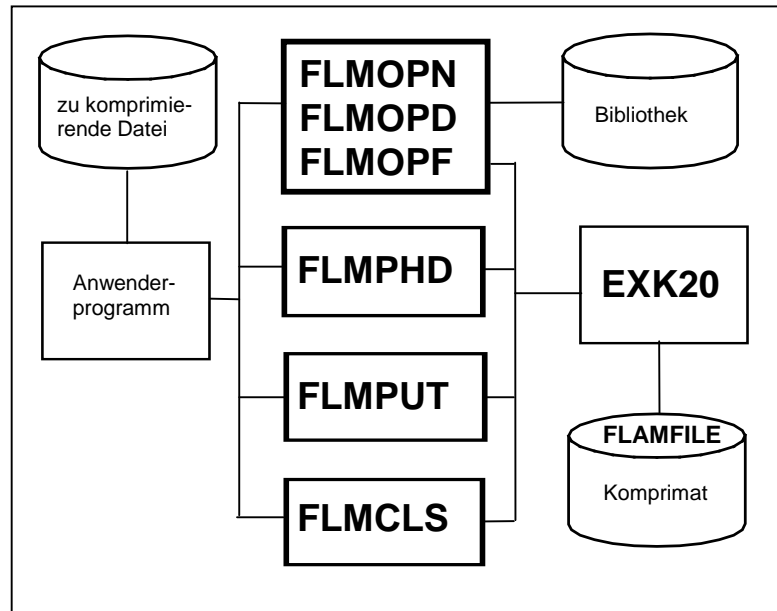 zu komprimie-
rende Datei
Anwender-
programm
FLMOPN
FLMOPD
FLMOPF
FLMPHD
FLMPUT
FLMCLS
Bibliothek
EXK20
FLAMFILE
Komprimat